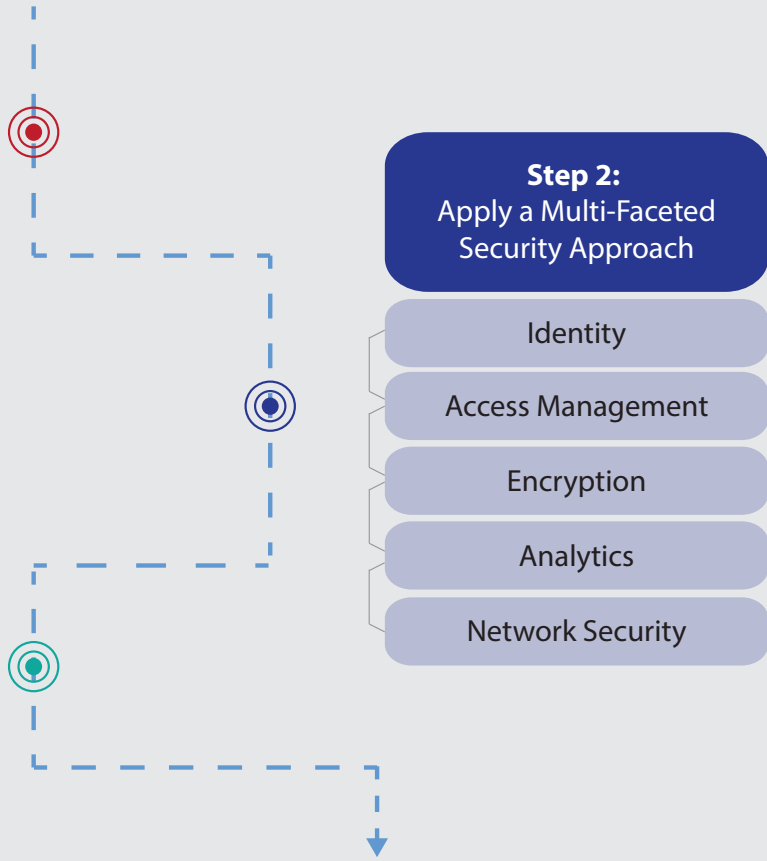 Step 2:
Apply a Multi-Faceted
Security Approach
Identity
Access Management
Encryption
Analytics
Network Security